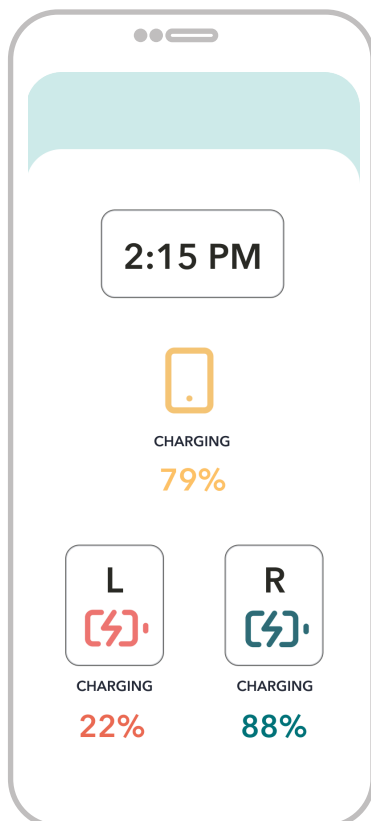 2:15 PM
CHARGING
79%
L R
CHARGING CHARGING
22% 88%